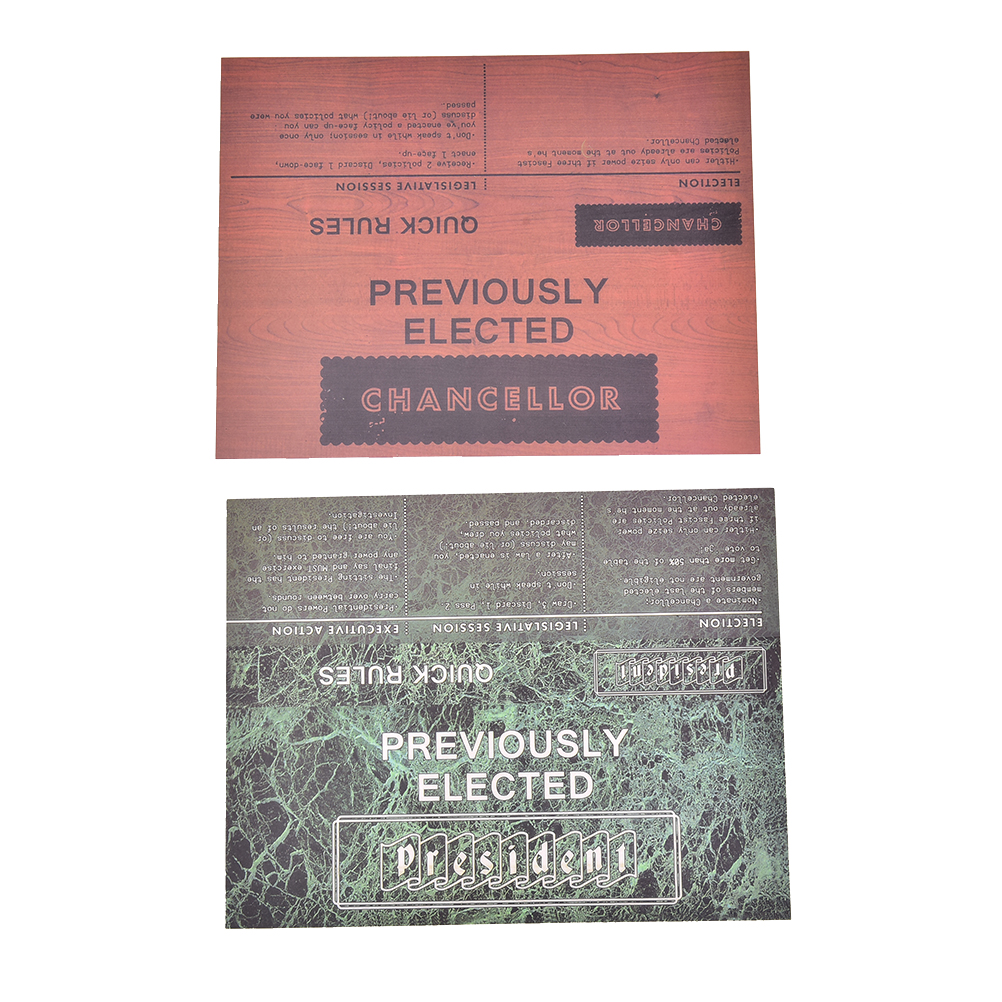 PREVIOUSLY
ELECTED
CHANCELLOR
CHANCELLOR
QUICK RULES
ELECTION
·Hitler can only seize power if three Fascist
Policies are already out at the moment he's
elected Chancellor.
LEGISLATIVE SESSION
·Receive 2 policies, Discard 1 face-down,
enact 1 face-up.
·Don't speak while in session; only once
you've enacted a policy face-up can you
discuss (or lie about!) what policies you were
passed.
PREVIOUSLY
ELECTED
President
President
QUICK RULES
ELECTION
·Nominate a Chancellor;
members of the last elected
government are not eligible
·Get more than 50% of the table
to vote ja!
·Hitler can only seize power
if three Fascist Policies are
already out at the moment he's
elected Chancellor
LEGISLATIVE SESSION
·Draw 3, Discard 1, Pass 2
·Don't speak while in
session.
·After a law is enacted, you
may discuss (or lie about!)
what policies you drew,
discarded, and passed.
EXECUTIVE ACTION
·Presidential Powers do not
carry-over between rounds.
·The sitting President has the
final say and MUST exercise
any power granted to him
·You are free to discuss (or
lie about!) the results of an
Investigation.